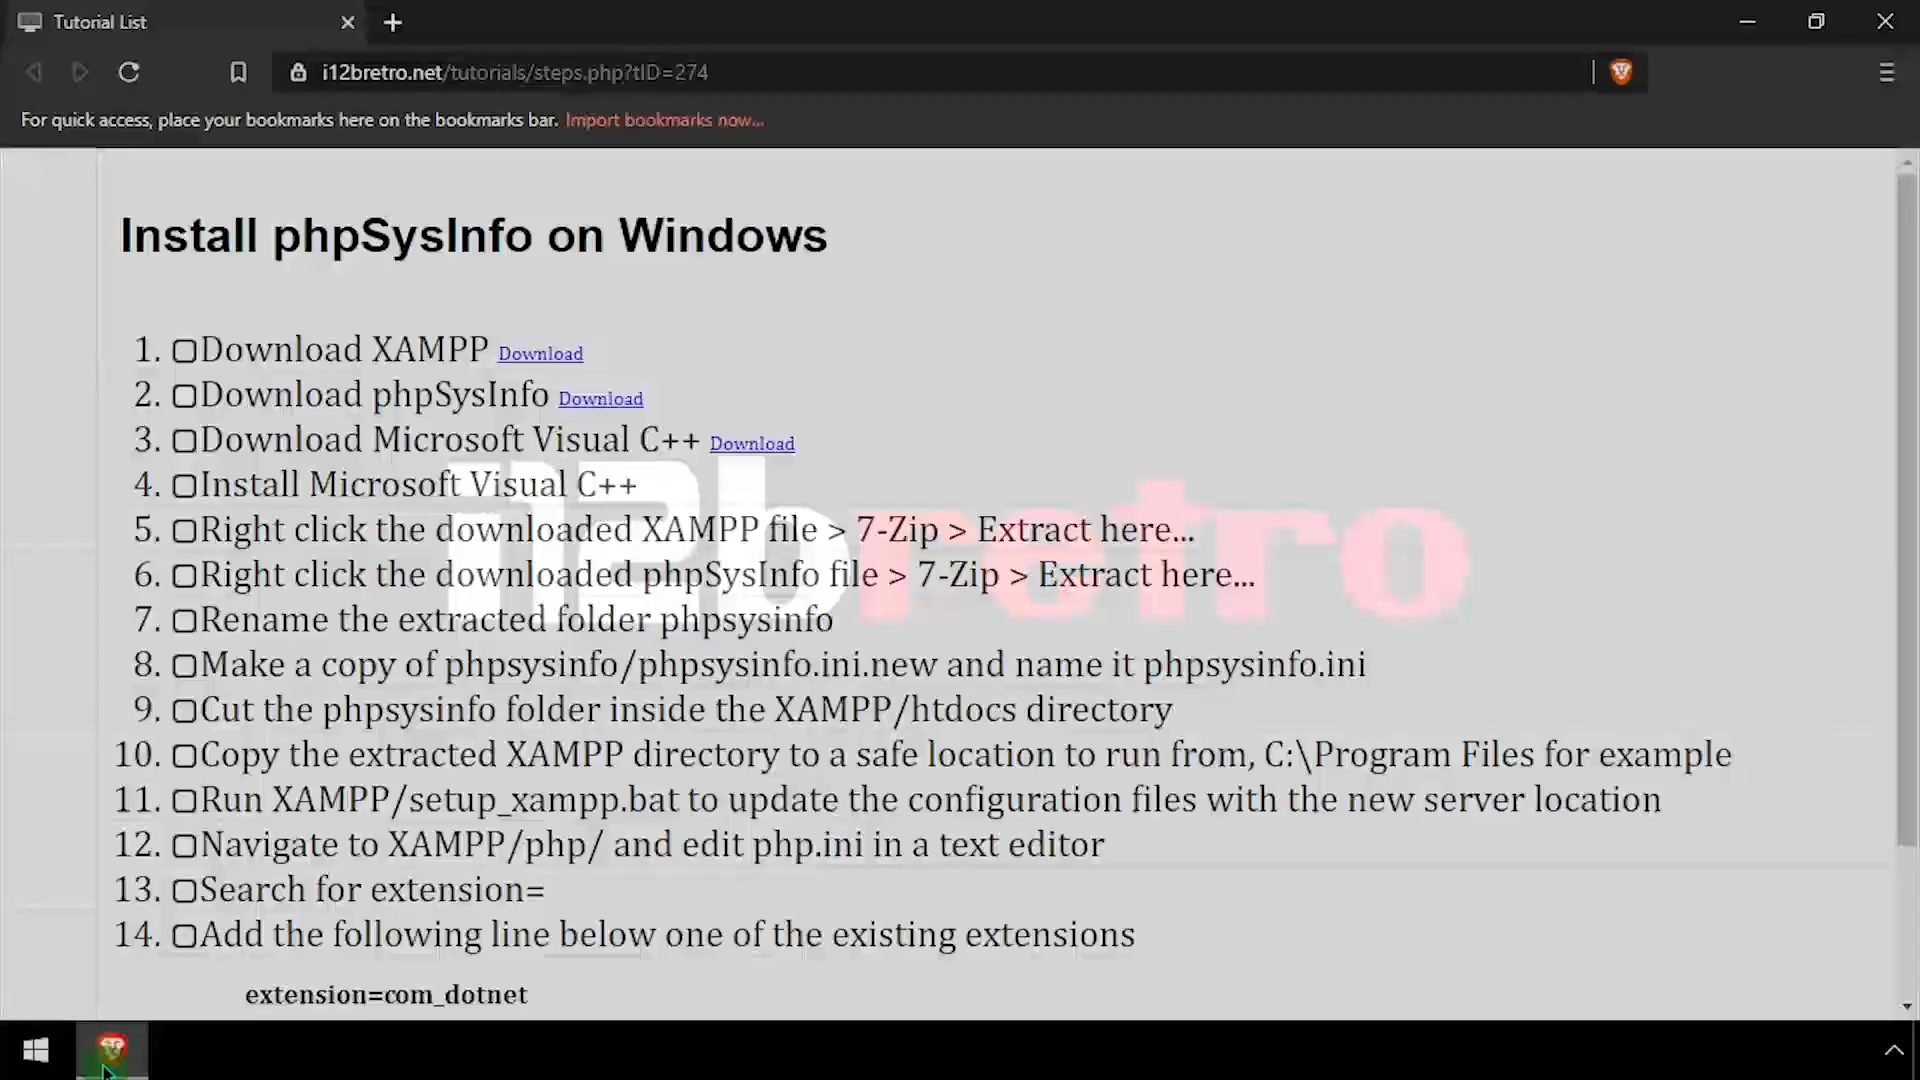 Tutorial List
i12bretro.net/tutorials/steps.php?tID=274
For quick access, place your bookmarks here on the bookmarks bar. Import bookmarks now...
Install phpSysInfo on Windows
1. Download XAMPP Download
2. Download phpSysInfo Download
3. Download Microsoft Visual C++ Download
4. Install Microsoft Visual C++
5. Right click the downloaded XAMPP file > 7-Zip > Extract here...
6. Right click the downloaded phpSysInfo file > 7-Zip > Extract here...
i12bretro
7. Rename the extracted folder phpsysinfo
8. Make a copy of phpsysinfo/phpsysinfo.ini.new and name it phpsysinfo.ini
9. Cut the phpsysinfo folder inside the XAMPP/htdocs directory
10. Copy the extracted XAMPP directory to a safe location to run from, C:\Program Files for example
11. Run XAMPP/setup_xampp.bat to update the configuration files with the new server location
12. Navigate to XAMPP/php/ and edit php.ini in a text editor
13. Search for extension=
14. Add the following line below one of the existing extensions
extension=com_dotnet